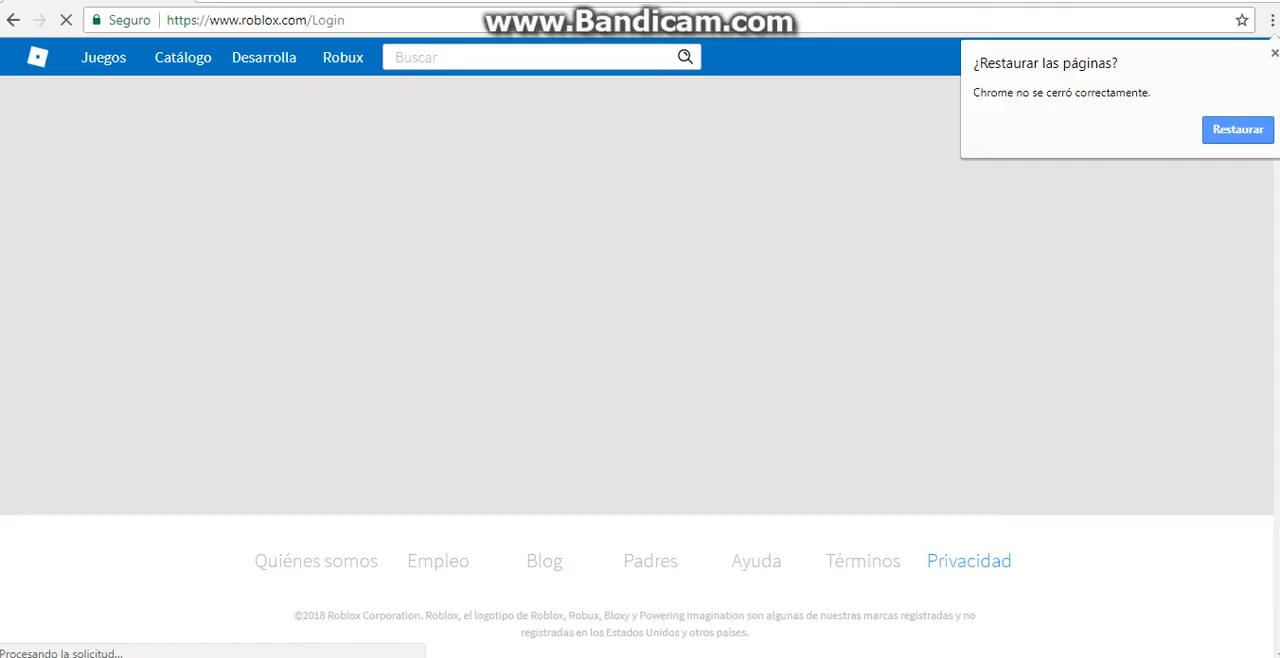 Seguro https://www.roblox.com/Login
www.Bandicam.com
Juegos Catálogo Desarrolla Robux Buscar
¿Restaurar las páginas?
Chrome no se cerró correctamente.
Restaurar
Quiénes somos Empleo Blog Padres Ayuda Términos Privacidad
©2018 Roblox Corporation. Roblox, el logotipo de Roblox, Robux, Bloxy y Powering Imagination son algunas de nuestras marcas registradas y no
registradas en los Estados Unidos y otros países.
Procesando la solicitud...